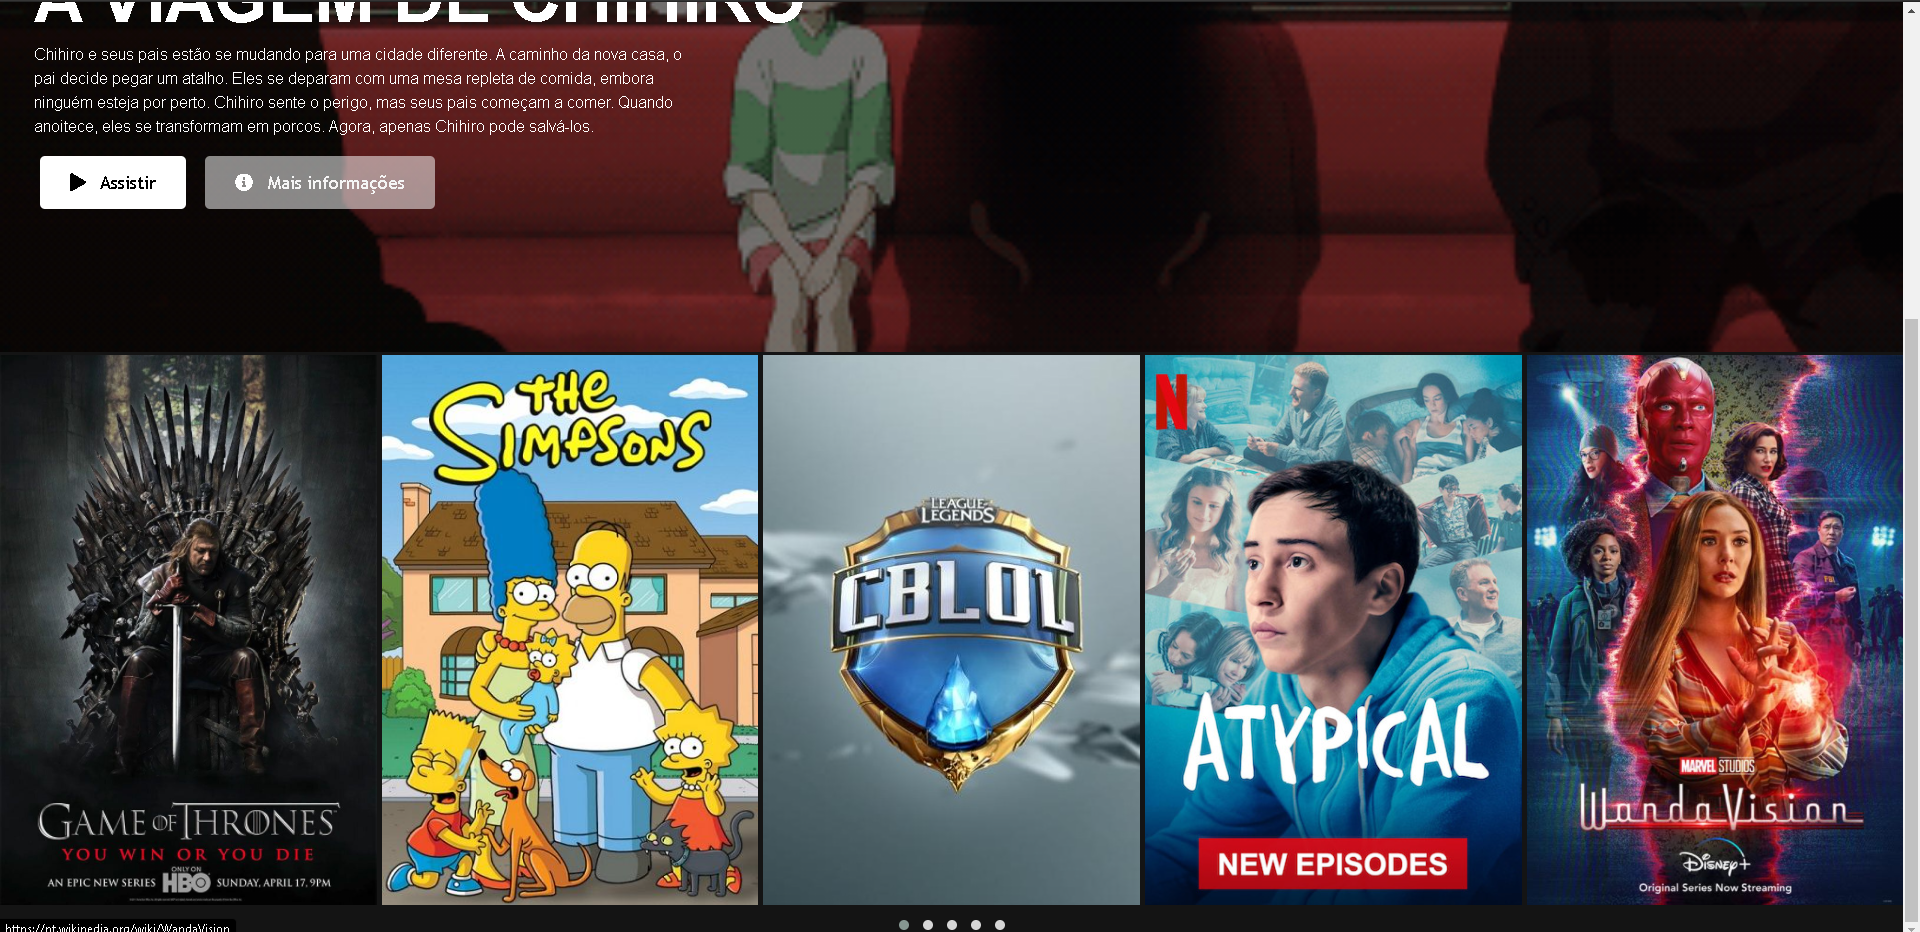 A VIAGEM DE CHIHIRO
Chihiro e seus pais estão se mudando para uma cidade diferente. A caminho da nova casa, o
pai decide pegar um atalho. Eles se deparam com uma mesa repleta de comida, embora
ninguém esteja por perto. Chihiro sente o perigo, mas seus pais começam a comer. Quando
anoitece, eles se transformam em porcos. Agora, apenas Chihiro pode salvá-los.
Assistir
Mais informações
GAME OF THRONES
YOU WIN OR YOU DIE
AN EPIC NEW SERIES ONLY ON HBO SUNDAY, APRIL 17, 9PM
THE
SIMPSONS
LEAGUE OF
LEGENDS
CBLOL
N
ATYPICAL
NEW EPISODES
MARVEL STUDIOS
WandaVision
Disney+
Original Series Now Streaming
https://pt.wikipedia.org/wiki/WandaVision